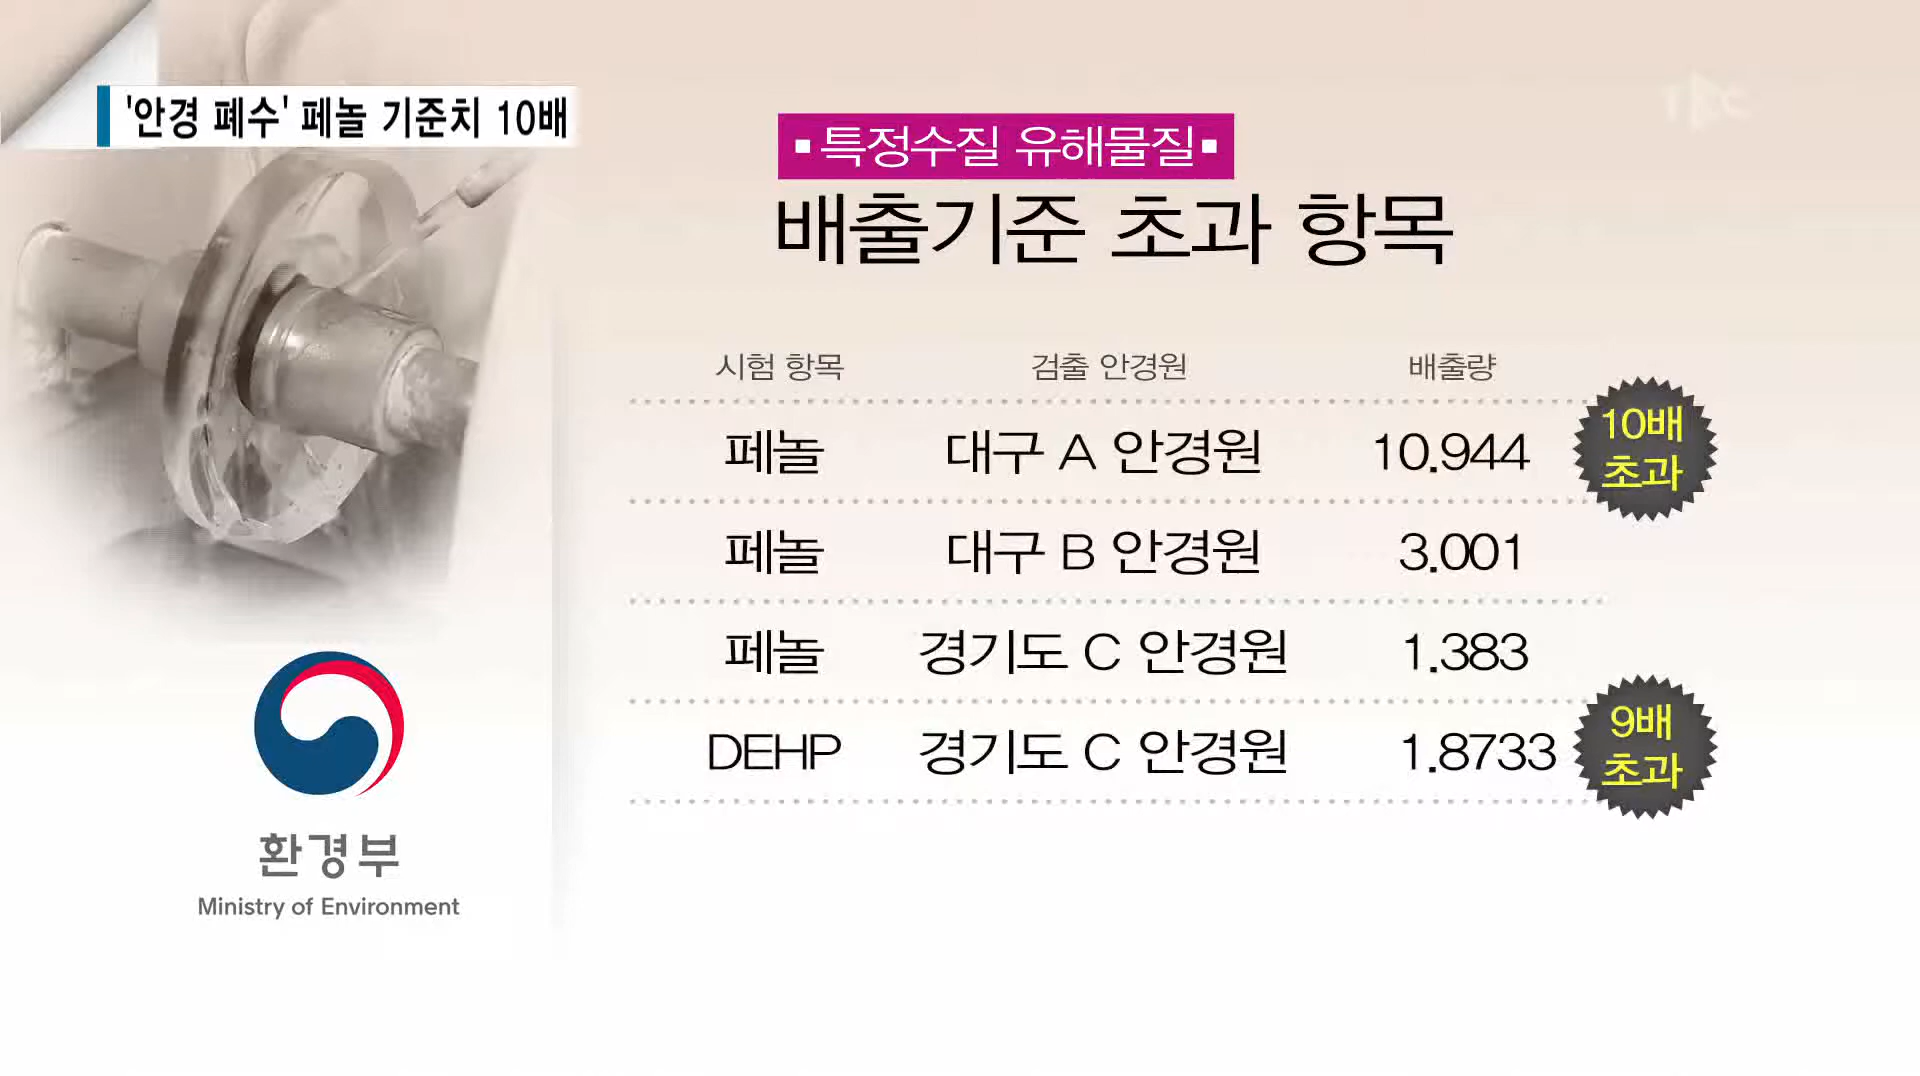 '안경 폐수' 페놀 기준치 10배
TBC
▪특정수질 유해물질▪
배출기준 초과 항목
시험 항목 검출 안경원 배출량
페놀 대구 A 안경원 10.944 10배 초과
페놀 대구 B 안경원 3.001
페놀 경기도 C 안경원 1.383
DEHP 경기도 C 안경원 1.8733 9배 초과
환경부
Ministry of Environment